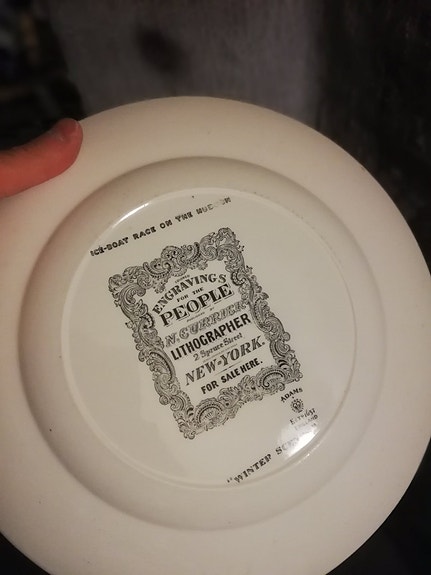 ICE-BOAT RACE ON THE HUDSON
ENGRAVINGS
FOR THE
PEOPLE
N. CURRIER
LITHOGRAPHER
2 Spruce Street
NEW-YORK.
FOR SALE HERE.
ADAMS
ENGLAND
"WINTER